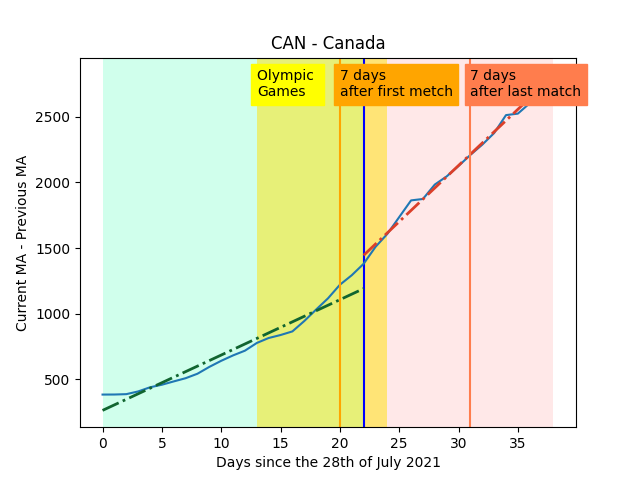 CAN - Canada
Olympic
Games
7 days
after first metch
7 days
after last match
Current MA - Previous MA
2500
2000
1500
1000
500
0 5 10 15 20 25 30 35
Days since the 28th of July 2021